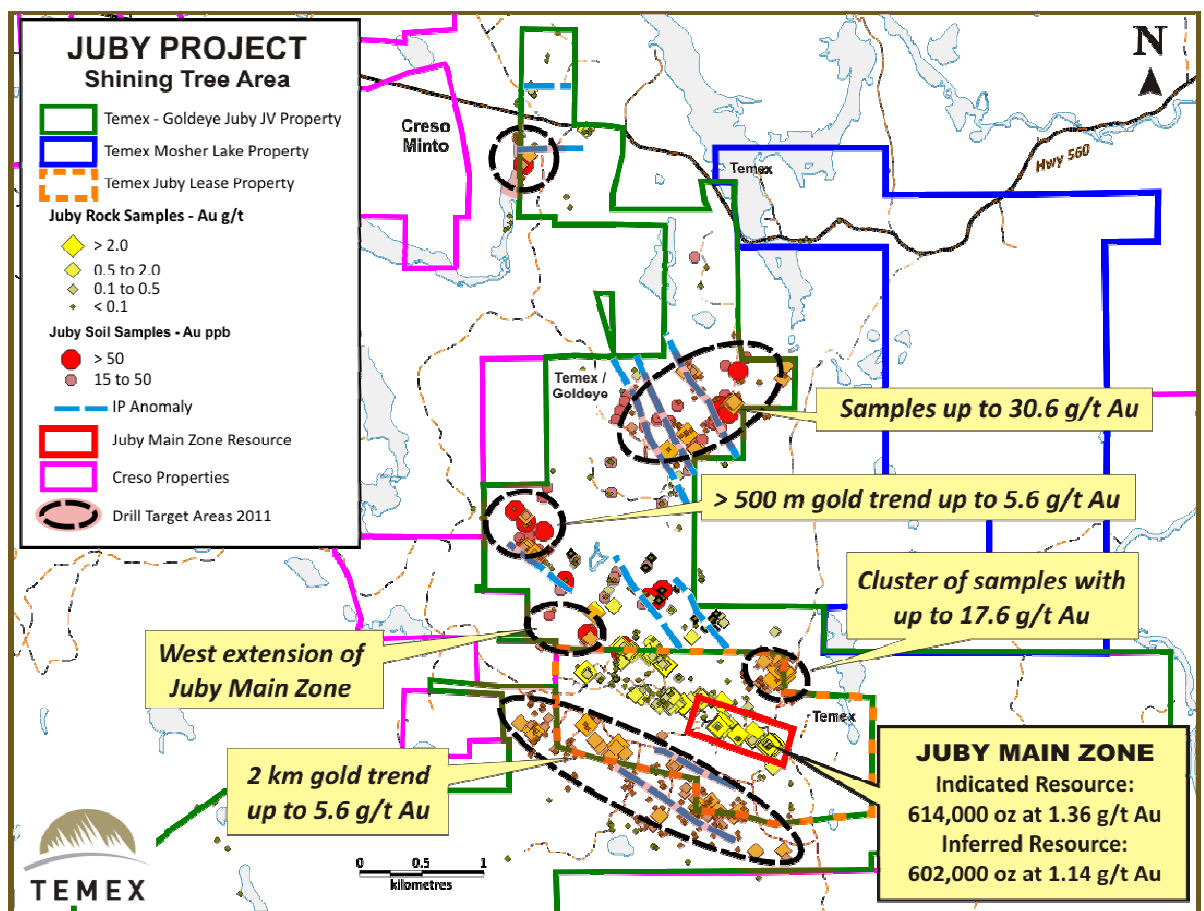 JUBY PROJECT
Shining Tree Area
Temex - Goldeye Juby JV Property
Temex Mosher Lake Property
Temex Juby Lease Property
Juby Rock Samples - Au g/t
> 2.0
0.5 to 2.0
0.1 to 0.5
< 0.1
Juby Soil Samples - Au ppb
> 50
15 to 50
IP Anomaly
Juby Main Zone Resource
Creso Properties
Drill Target Areas 2011
N
Creso
Minto
Temex
Hwy 560
Temex /
Goldeye
Samples up to 30.6 g/t Au
> 500 m gold trend up to 5.6 g/t Au
Cluster of samples with
up to 17.6 g/t Au
West extension of
Juby Main Zone
Temex
2 km gold trend
up to 5.6 g/t Au
JUBY MAIN ZONE
Indicated Resource:
614,000 oz at 1.36 g/t Au
Inferred Resource:
602,000 oz at 1.14 g/t Au
0 0.5 1
kilometres
TEMEX